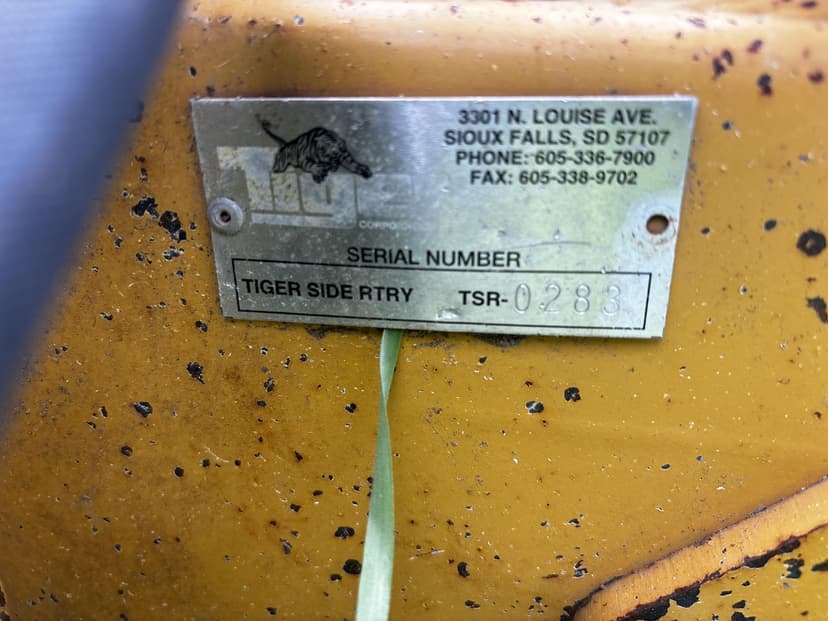 3301 N. LOUISE AVE.
SIOUX FALLS, SD 57107
PHONE: 605-336-7900
FAX: 605-338-9702
SERIAL NUMBER
TIGER SIDE RTRY TSR-0283